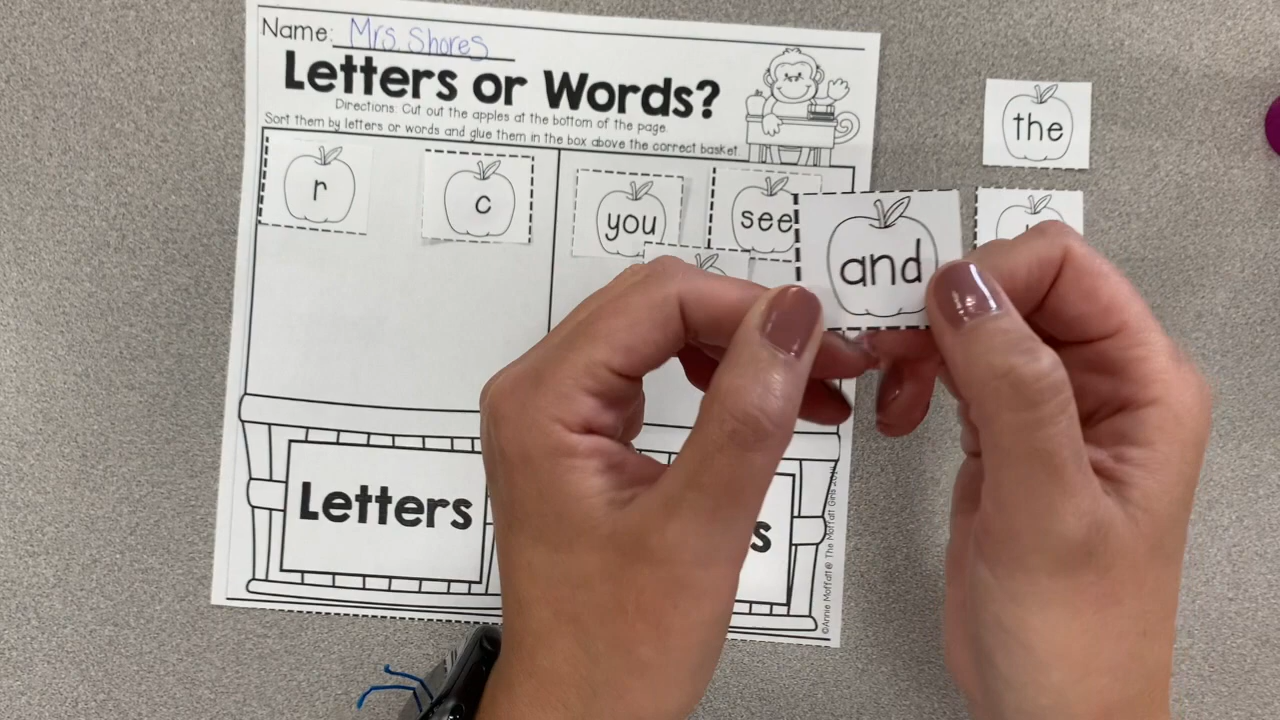 Name: Mrs. Shores
Letters or Words?
Directions: Cut out the apples at the bottom of the page.
Sort them by letters or words and glue them in the box above the correct basket.
r
c
you
see
and
the
Letters
s
©Annie Moffatt @ The Moffatt Girls